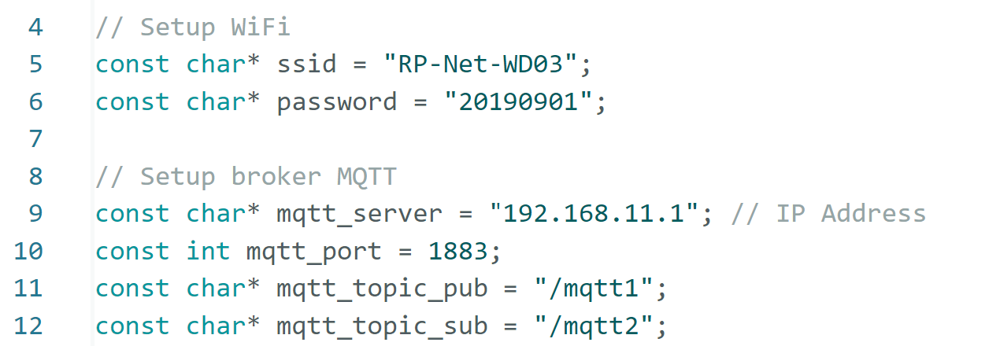 4 // Setup WiFi
5 const char* ssid = "RP-Net-WD03";
6 const char* password = "20190901";
7
8 // Setup broker MQTT
9 const char* mqtt_server = "192.168.11.1"; // IP Address
10 const int mqtt_port = 1883;
11 const char* mqtt_topic_pub = "/mqtt1";
12 const char* mqtt_topic_sub = "/mqtt2";